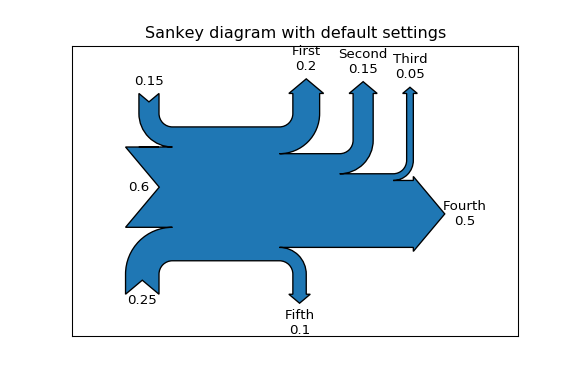 Sankey diagram with default settings
First
0.2
Second
0.15
Third
0.05
0.15
0.6
Fourth
0.5
0.25
Fifth
0.1